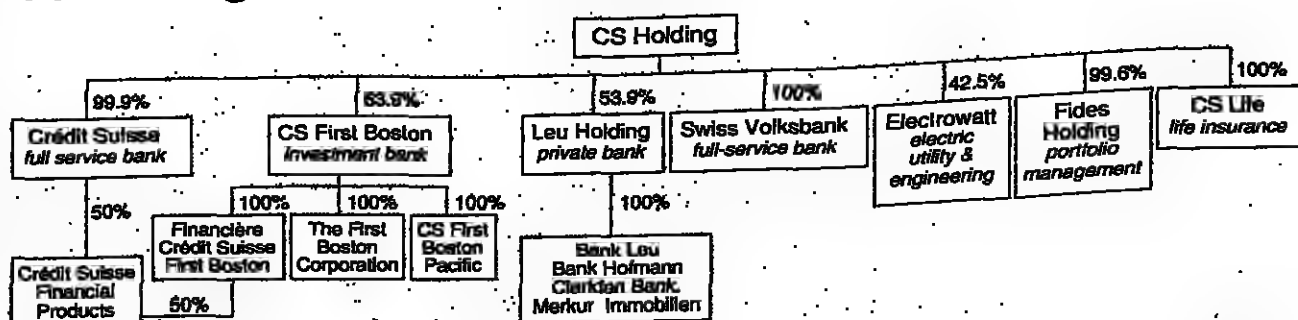 CS Holding
99.9%
63.9%
53.9%
100%
42.5%
99.6%
100%
Crédit Suisse
full service bank
CS First Boston
investment bank
Leu Holding
private bank
Swiss Volksbank
full-service bank
Electrowatt
electric
utility &
engineering
Fides
Holding
portfolio
management
CS Life
life insurance
50%
100%
100%
100%
100%
Financière
Crédit Suisse
First Boston
The First
Boston
Corporation
CS First
Boston
Pacific
Crédit Suisse
Financial
Products
50%
Bank Leu
Bank Hofmann
Clariden Bank
Merkur Immobilien